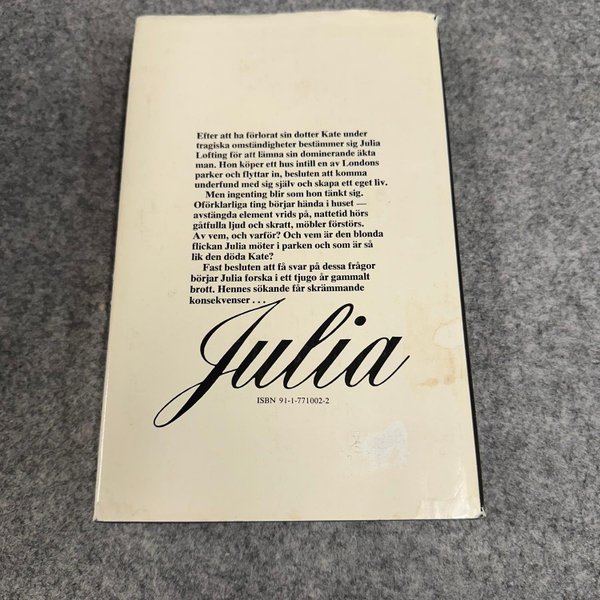 Efter att ha förlorat sin dotter Kate under
tragiska omständigheter bestämmer sig Julia
Lofting för att lämna sin dominerande äkta
man. Hon köper ett hus intill en av Londons
parker och flyttar in, besluten att komma
underfund med sig själv och skapa ett eget liv.
Men ingenting blir som hon tänkt sig.
Oförklarliga ting börjar hända i huset —
avstängda element vrids på, nattetid hörs
gåtfulla ljud och skratt, möbler förstörs.
Av vem, och varför? Och vem är den blonda
flickan Julia möter i parken och som är så
lik den döda Kate?
Fast besluten att få svar på dessa frågor
börjar Julia forska i ett tjugo år gammalt
brott. Hennes sökande får skrämmande
konsekvenser . . .
Julia
ISBN 91-1-771002-2